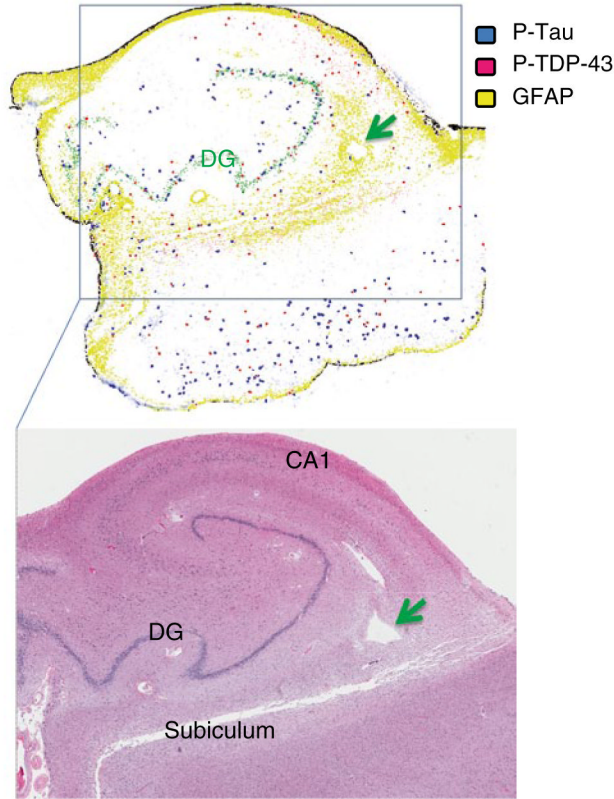 P-Tau
P-TDP-43
GFAP
DG
CA1
DG
Subiculum